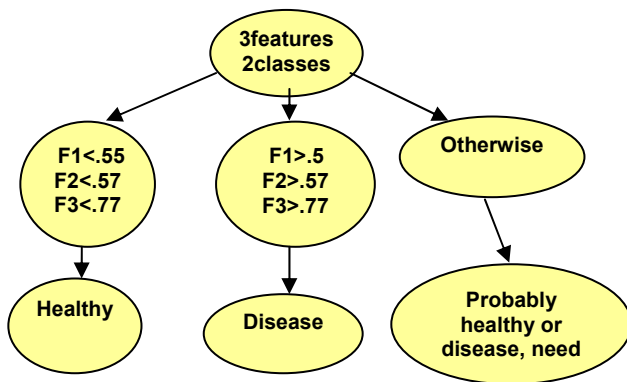 3features
2classes
F1<.55
F2<.57
F3<.77
F1>.5
F2>.57
F3>.77
Otherwise
Healthy
Disease
Probably
healthy or
disease, need